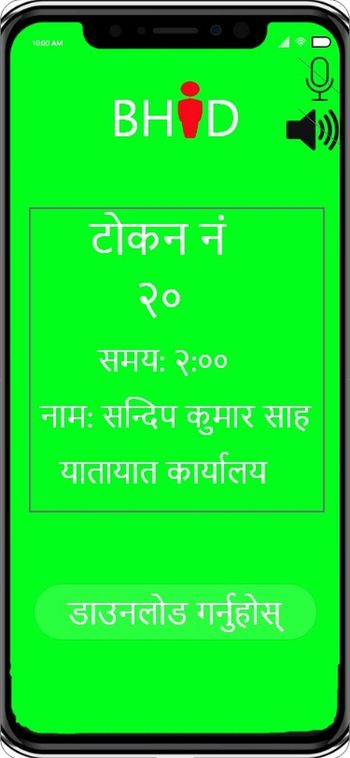 10:00 AM
BHID
टोकन नं
२०
समय: २:००
नाम: सन्दिप कुमार साह
यातायात कार्यालय
डाउनलोड गर्नुहोस्